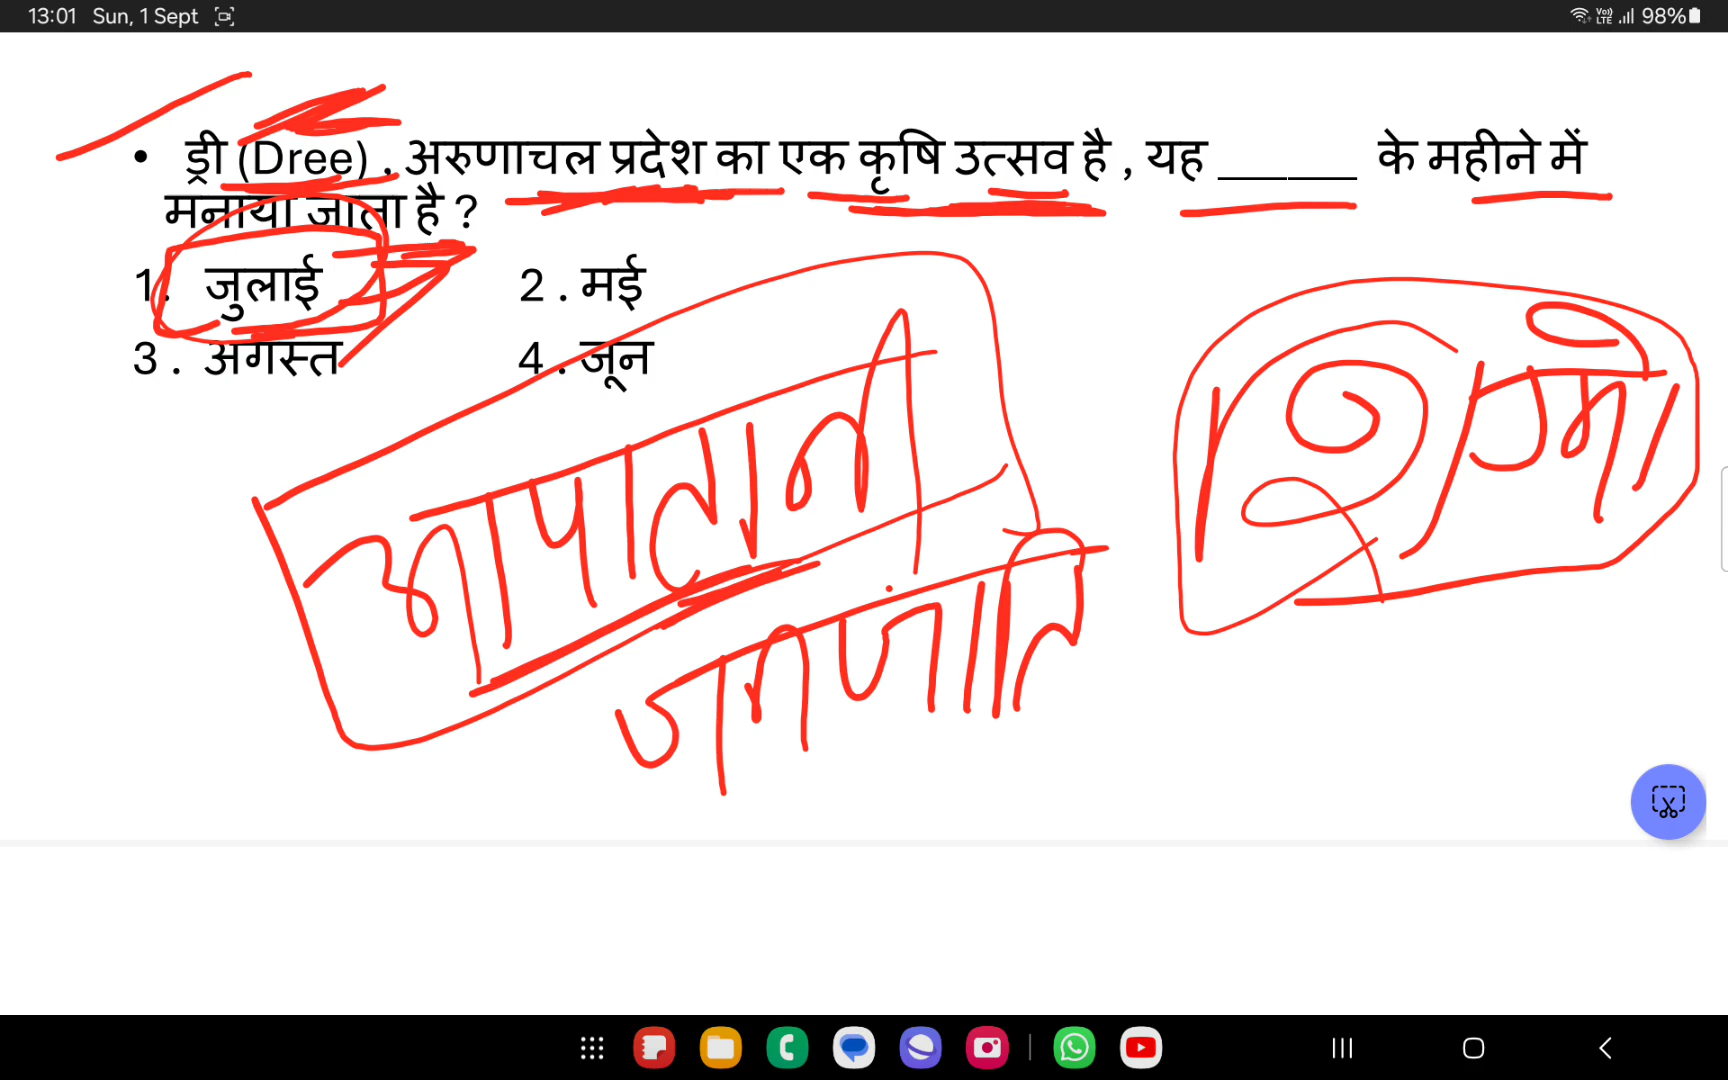 13:01 Sun, 1 Sept 98%
• ड्री (Dree) , अरुणाचल प्रदेश का एक कृषि उत्सव है , यह ______ के महीने में
मनाया जाता है ?
1. जुलाई 2 . मई
3 . अगस्त 4 . जून
आपातानी
जनजाति